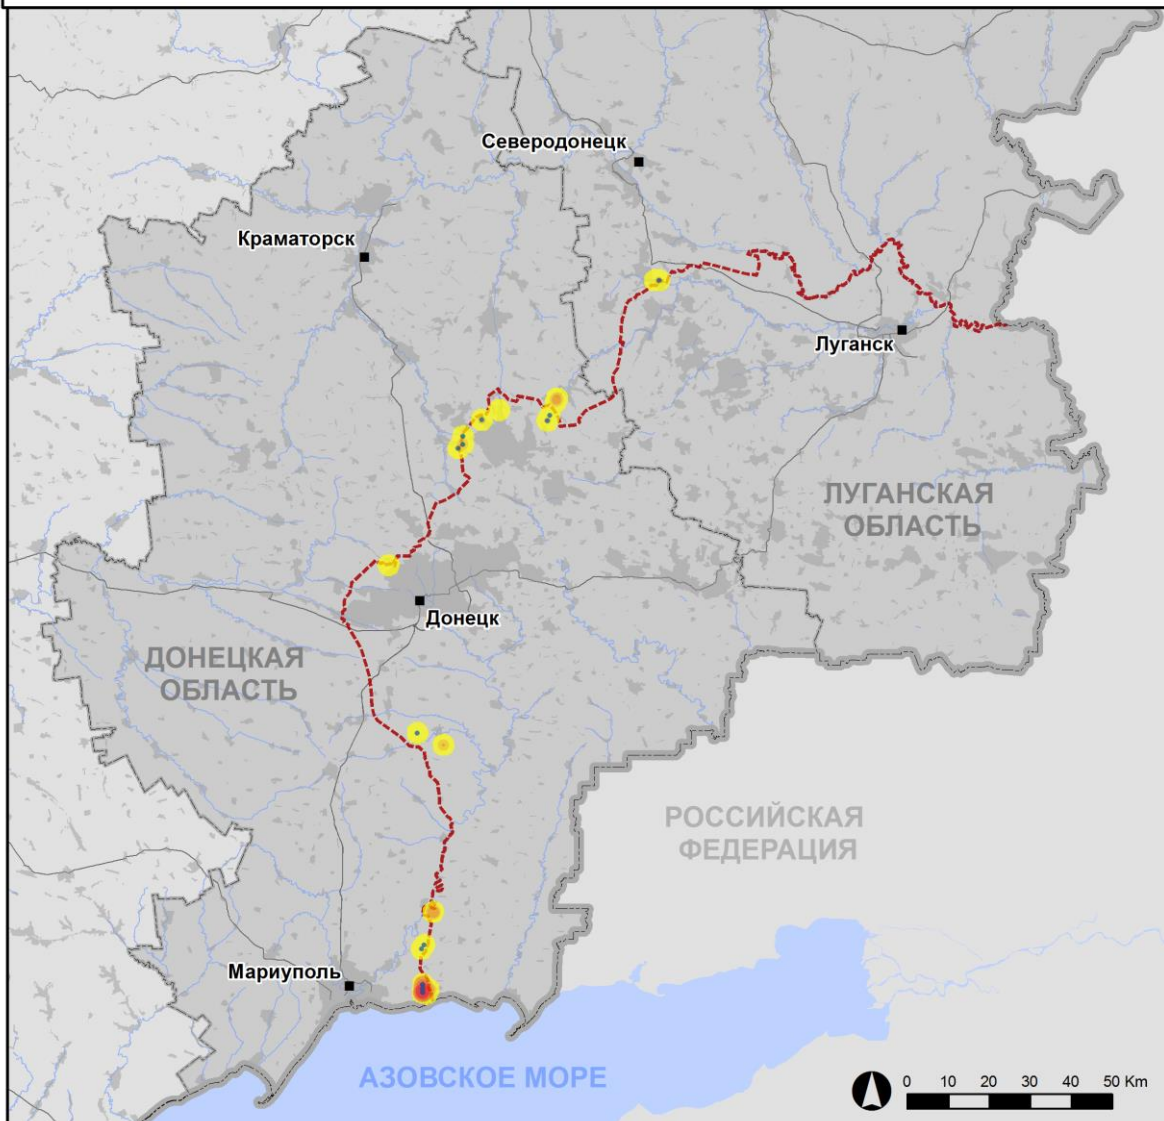 Северодонецк
Краматорск
Луганск
ЛУГАНСКАЯ
ОБЛАСТЬ
Донецк
ДОНЕЦКАЯ
ОБЛАСТЬ
РОССИЙСКАЯ
ФЕДЕРАЦИЯ
Мариуполь
АЗОВСКОЕ МОРЕ
0 10 20 30 40 50 Km